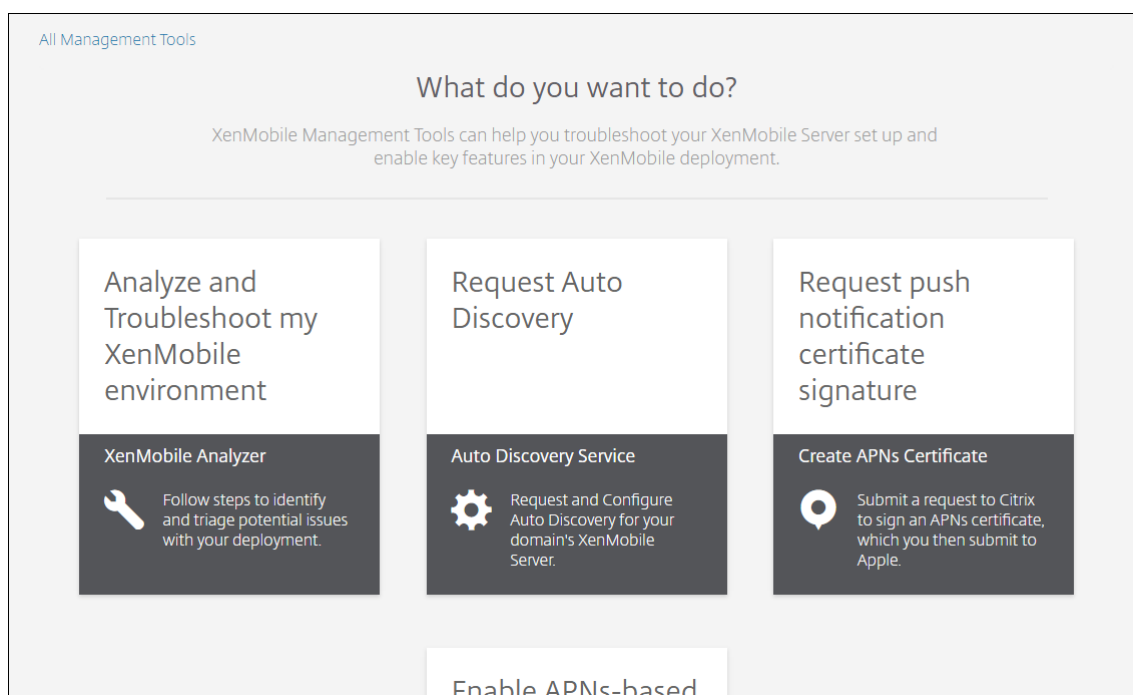 All Management Tools
What do you want to do?
XenMobile Management Tools can help you troubleshoot your XenMobile Server set up and
enable key features in your XenMobile deployment.
Analyze and
Troubleshoot my
XenMobile
environment
XenMobile Analyzer
Follow steps to identify
and triage potential issues
with your deployment.
Request Auto
Discovery
Auto Discovery Service
Request and Configure
Auto Discovery for your
domain's XenMobile
Server.
Request push
notification
certificate
signature
Create APNs Certificate
Submit a request to Citrix
to sign an APNs certificate,
which you then submit to
Apple.
Enable APNs-based